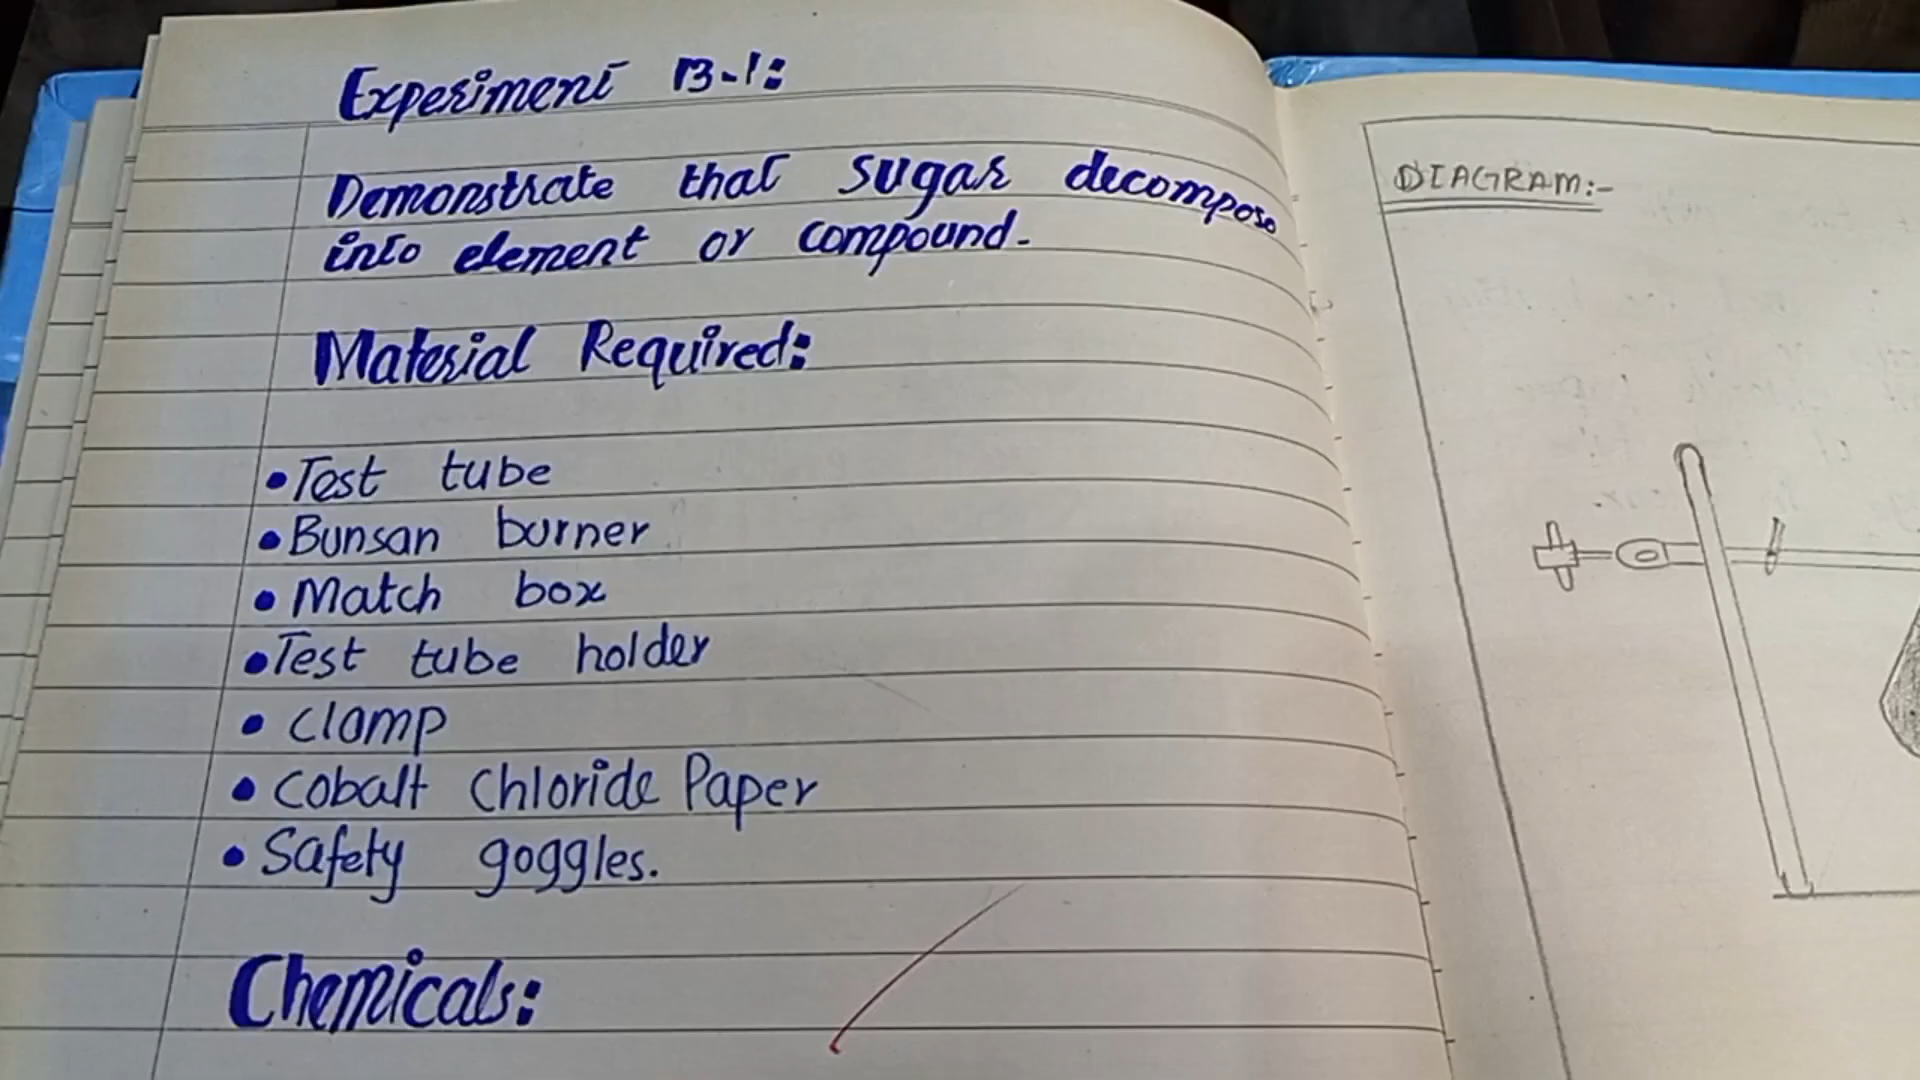 Experiment 13-1:
Demonstrate that sugar decompose
into element or compound.
Material Required:
• Test tube
• Bunsan burner
• Match box
• Test tube holder
• Clamp
• Cobalt Chloride Paper
• Safety goggles.
Chemicals:
DIAGRAM:-